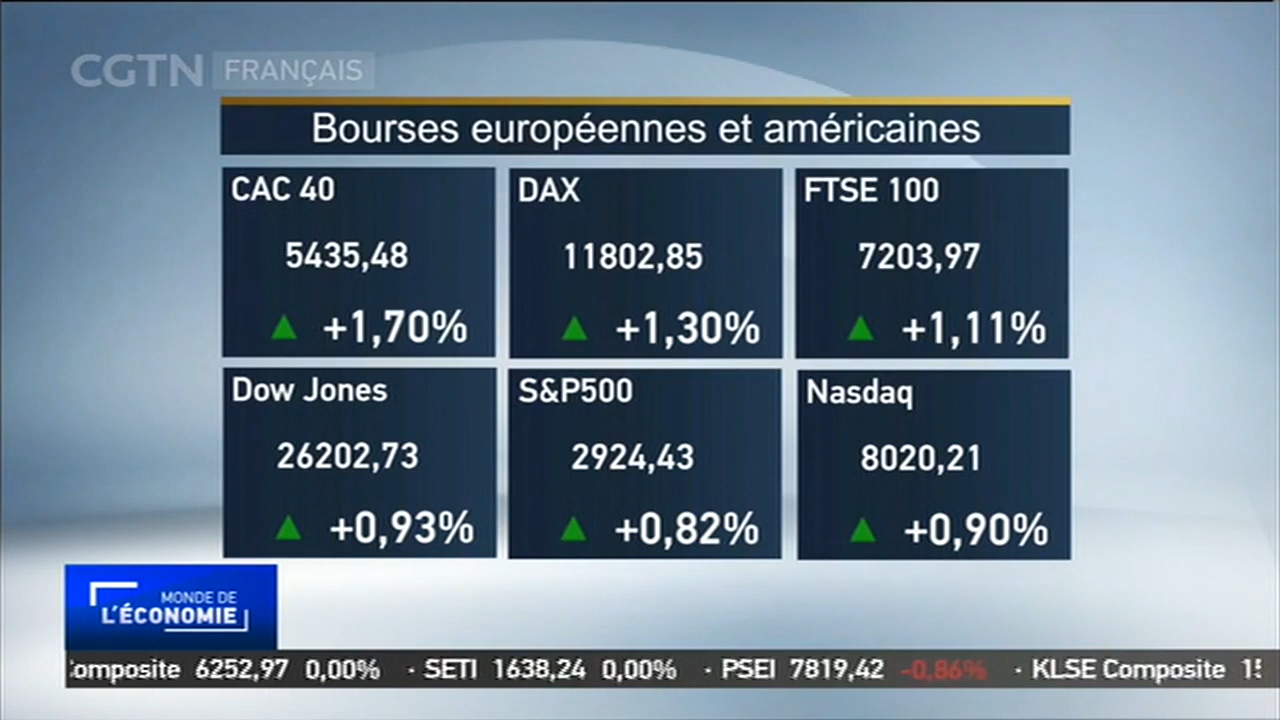 CGTN FRANÇAIS
Bourses européennes et américaines
CAC 40
5435,48
▲ +1,70%
DAX
11802,85
▲ +1,30%
FTSE 100
7203,97
▲ +1,11%
Dow Jones
26202,73
▲ +0,93%
S&P500
2924,43
▲ +0,82%
Nasdaq
8020,21
▲ +0,90%
MONDE DE
L'ÉCONOMIE
omposite 6252,97 0,00% · SETI 1638,24 0,00% · PSEI 7819,42 -0,86% · KLSE Composite